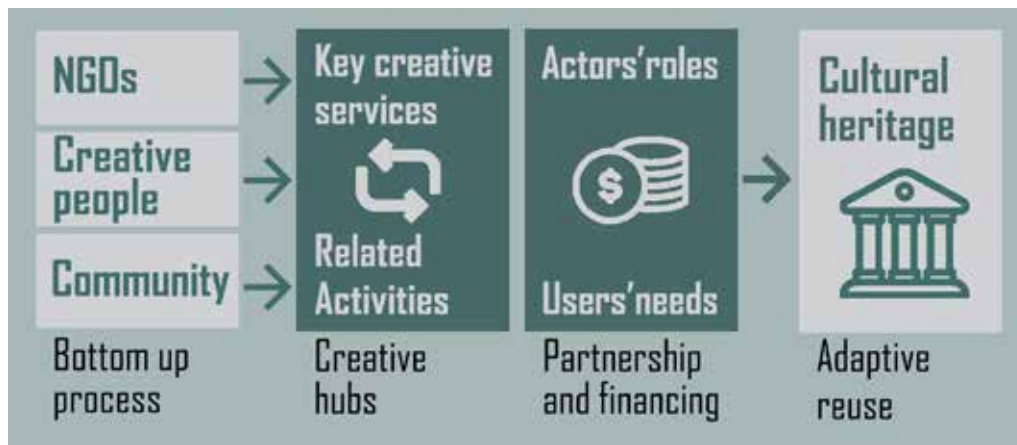 NGOs
Creative
people
Community
Bottom up
process
Key creative
services
Related
Activities
Creative
hubs
Actors' roles
$
Users' needs
Partnership
and financing
Cultural
heritage
Adaptive
reuse